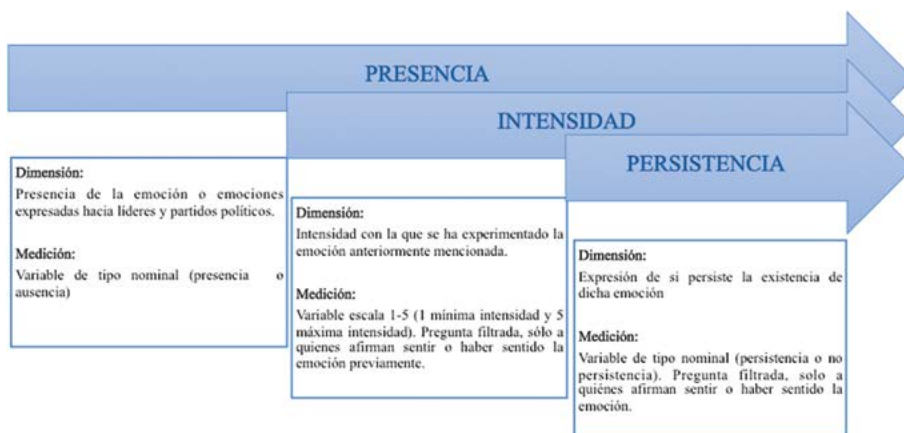 PRESENCIA
INTENSIDAD
PERSISTENCIA
Dimensión:
Presencia de la emoción o emociones
expresadas hacia líderes y partidos políticos.
Medición:
Variable de tipo nominal (presencia o
ausencia)
Dimensión:
Intensidad con la que se ha experimentado la
emoción anteriormente mencionada.
Medición:
Variable escala 1-5 (1 mínima intensidad y 5
máxima intensidad). Pregunta filtrada, sólo a
quienes afirman sentir o haber sentido la
emoción previamente.
Dimensión:
Expresión de si persiste la existencia de
dicha emoción
Medición:
Variable de tipo nominal (persistencia o no
persistencia). Pregunta filtrada, solo a
quiénes afirman sentir o haber sentido la
emoción.